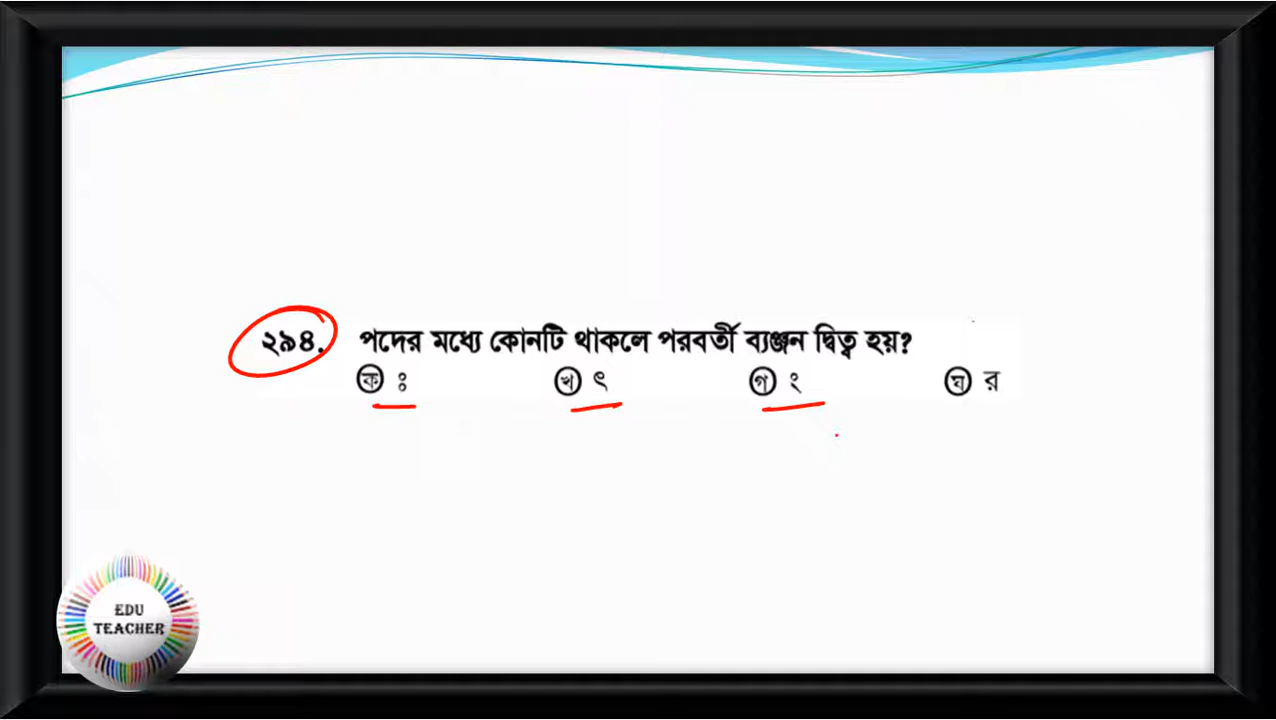 ২৯৪. পদের মধ্যে কোনটি থাকলে পরবর্তী ব্যঞ্জন দ্বিত্ব হয়?
ক ঃ খ ৎ গ ং ঘ র
EDU
TEACHER